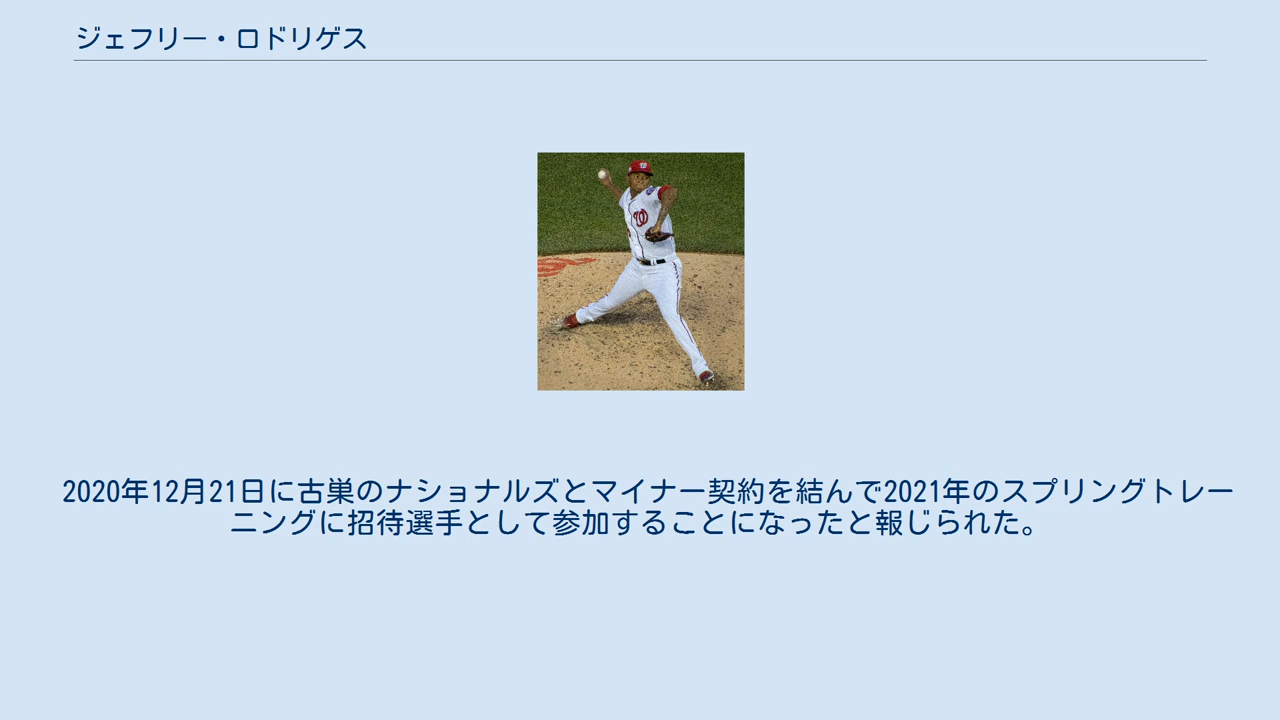 ジェフリー・ロドリゲス
2020年12月21日に古巣のナショナルズとマイナー契約を結んで2021年のスプリングトレー
ニングに招待選手として参加することになったと報じられた。